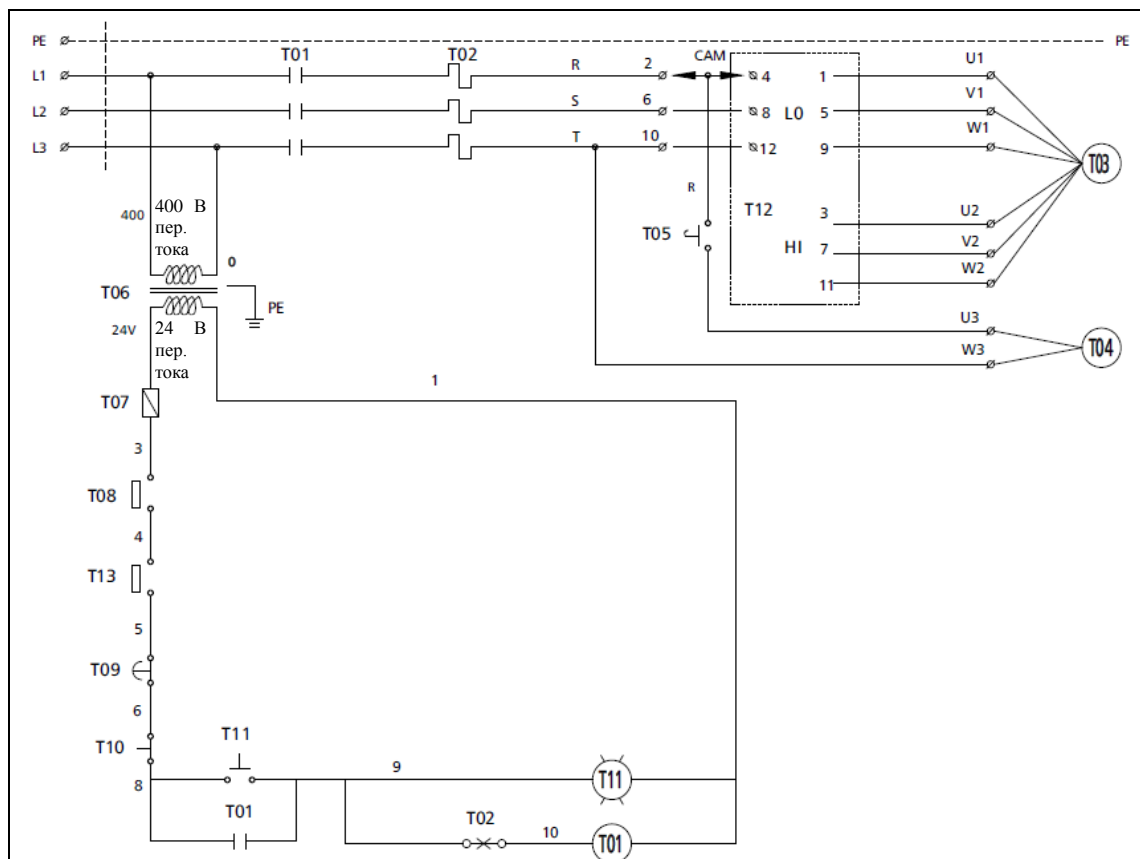 PE PE
T01 T02 CAM U1
L1 R 2 4 1
V1
L2 S 6 8 L0 5
W1
L3 T 10 12 9
T03
R
400 400 В
пер.
тока
T12 3 U2
T05
HI 7 V2
0
W2
T06 11
PE
24V 24 В
пер.
тока
U3
T04
W3
1
T07
3
T08
4
T13
5
T09
6
T11
T10
9
8 T11
T01 T02
10 T01